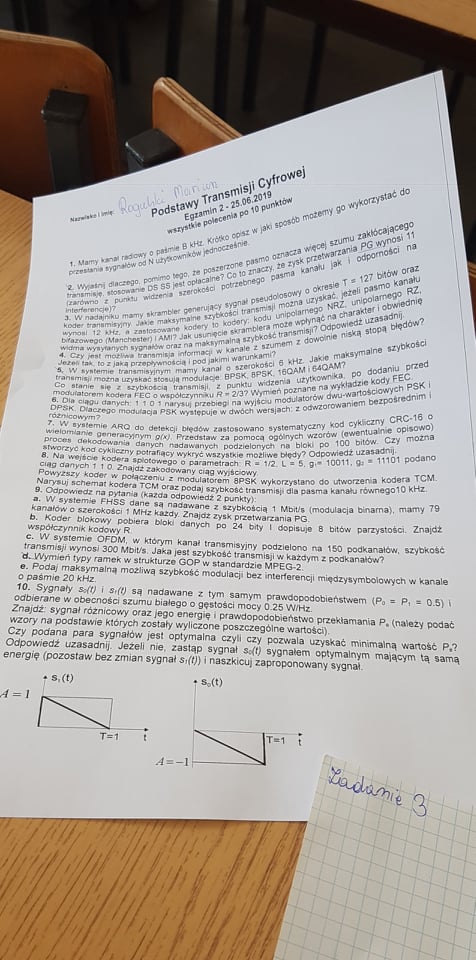 Nazwisko i imię: Rogulski Marian
Podstawy Transmisji Cyfrowej
Egzamin 2 - 25.06.2019
wszystkie polecenia po 10 punktów
1. Mamy kanał radiowy o paśmie B kHz. Krótko opisz w jaki sposób możemy go wykorzystać do
przesłania sygnałów od N użytkowników jednocześnie.
2. Wyjaśnij dlaczego, pomimo tego, że poszerzone pasmo oznacza więcej szumu zakłócającego
transmisję, stosowanie DS SS jest opłacalne? Co to znaczy, że zysk przetwarzania PG wynosi 11
(zarówno z punktu widzenia szerokości potrzebnego pasma kanału jak i odporności na
interferencje)?
3. W nadajniku mamy skrambler generujący sygnał pseudolosowy o okresie T = 127 bitów oraz
koder transmisyjny. Jakie maksymalne szybkości transmisji można uzyskać, jeżeli pasmo kanału
wynosi 12 kHz, a zastosowane kodery to kodery: kodu unipolarnego NRZ, unipolarnego RZ,
bifazowego (Manchester) i AMI? Jak usunięcie skramblera może wpłynąć na charakter i obwiednię
widma wysyłanych sygnałów oraz na maksymalną szybkość transmisji? Odpowiedź uzasadnij.
4. Czy jest możliwa transmisja informacji w kanale z szumem z dowolnie niską stopą błędów?
Jeżeli tak, to z jaką przepływnością i pod jakimi warunkami?
5. W systemie transmisyjnym mamy kanał o szerokości 6 kHz. Jakie maksymalne szybkości
transmisji można uzyskać stosują modulacje: BPSK, 8PSK, 16QAM i 64QAM?
Co stanie się z szybkością transmisji, z punktu widzenia użytkownika, po dodaniu przed
modulatorem kodera FEC o współczynniku R = 2/3? Wymień poznane na wykładzie kody FEC.
6. Dla ciągu danych: 1 1 0 1 narysuj przebiegi na wyjściu modulatorów dwu-wartościowych PSK i
DPSK. Dlaczego modulacja PSK występuje w dwóch wersjach: z odwzorowaniem bezpośrednim i
różnicowym?
7. W systemie ARQ do detekcji błędów zastosowano systematyczny kod cykliczny CRC-16 o
wielomianie generacyjnym g(x). Przedstaw za pomocą ogólnych wzorów (ewentualnie opisowo)
proces dekodowania danych nadawanych podzielonych na bloki po 100 bitów. Czy można
stworzyć kod cykliczny potrafiący wykryć wszystkie możliwe błędy? Odpowiedź uzasadnij.
8. Na wejście kodera splotowego o parametrach: R = 1/2, L = 5, g₁= 10011, g₂ = 11101 podano
ciąg danych 1 1 0. Znajdź zakodowany ciąg wyjściowy.
Powyższy koder w połączeniu z modulatorem 8PSK wykorzystano do utworzenia kodera TCM.
Narysuj schemat kodera TCM oraz podaj szybkość transmisji dla pasma kanału równego10 kHz.
9. Odpowiedz na pytania (każda odpowiedź 2 punkty):
a. W systemie FHSS dane są nadawane z szybkością 1 Mbit/s (modulacja binarna), mamy 79
kanałów o szerokości 1 MHz każdy. Znajdź zysk przetwarzania PG.
b. Koder blokowy pobiera bloki danych po 24 bity I dopisuje 8 bitów parzystości. Znajdź
współczynnik kodowy R
c. W systemie OFDM, w którym kanał transmisyjny podzielono na 150 podkanałów, szybkość
transmisji wynosi 300 Mbit/s. Jaka jest szybkość transmisji w każdym z podkanałów?
d. Wymień typy ramek w strukturze GOP w standardzie MPEG-2.
e. Podaj maksymalną możliwą szybkość modulacji bez interferencji międzysymbolowych w kanale
o paśmie 20 kHz.
10. Sygnały s₀(t) i s₁(t) są nadawane z tym samym prawdopodobieństwem (P₀ = P₁ = 0.5) i
odbierane w obecności szumu białego o gęstości mocy 0.25 W/Hz.
Znajdź: sygnał różnicowy oraz jego energię i prawdopodobieństwo przekłamania Pₑ (należy podać
wzory na podstawie których zostały wyliczone poszczególne wartości).
Czy podana para sygnałów jest optymalna czyli czy pozwala uzyskać minimalną wartość Pₑ?
Odpowiedź uzasadnij. Jeżeli nie, zastąp sygnał s₀(t) sygnałem optymalnym mającym tą samą
energię (pozostaw bez zmian sygnał s₁(t)) i naszkicuj zaproponowany sygnał.
s₁(t)
A = 1
T=1 t
s₀(t)
T=1 t
A=-1
Zadanie 3